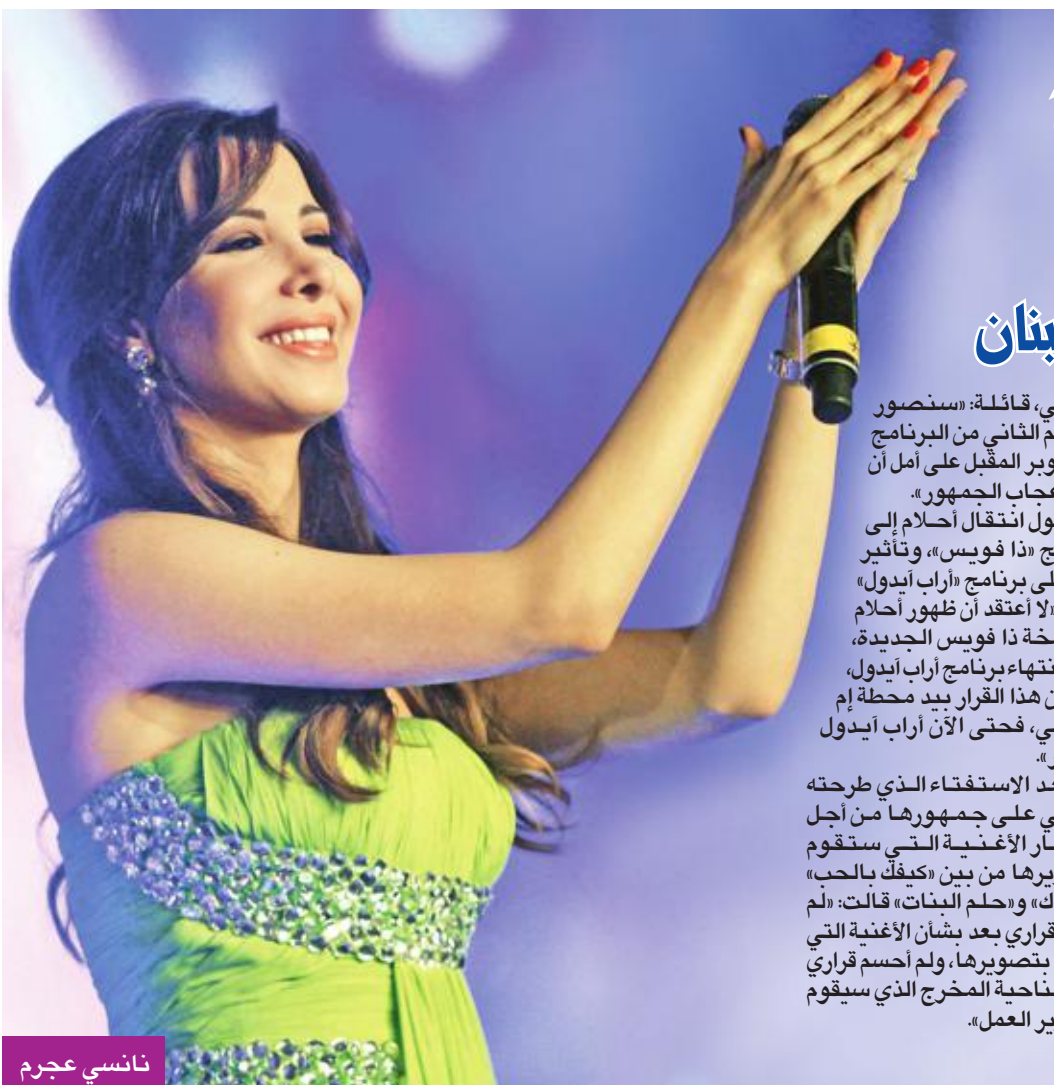 بنان
ي، قائلة: «سنصور
م الثاني من البرنامج
وبر المقبل على أمل أن
عجاب الجمهور».
ول انتقال أحلام إلى
ج «ذا فويس»، وتأثير
لى برنامج «أراب آيدول»
«لا أعتقد أن ظهور أحلام
خة ذا فويس الجديدة،
نتهاء برنامج أراب آيدول،
ن هذا القرار بيد محطة إم
ي، فحتى الآن أراب آيدول
ر».
ـد الاستفتاء الذي طرحته
ي على جمهورها من أجل
ـار الأغنية التي ستقوم
يرها من بين «كيفك بالحب»
ك» و«حلم البنات» قالت: «لم
قراري بعد بشأن الأغنية التي
بتصويرها، ولم أحسم قراري
ناحية المخرج الذي سيقوم
ير العمل».
نانسي عجرم